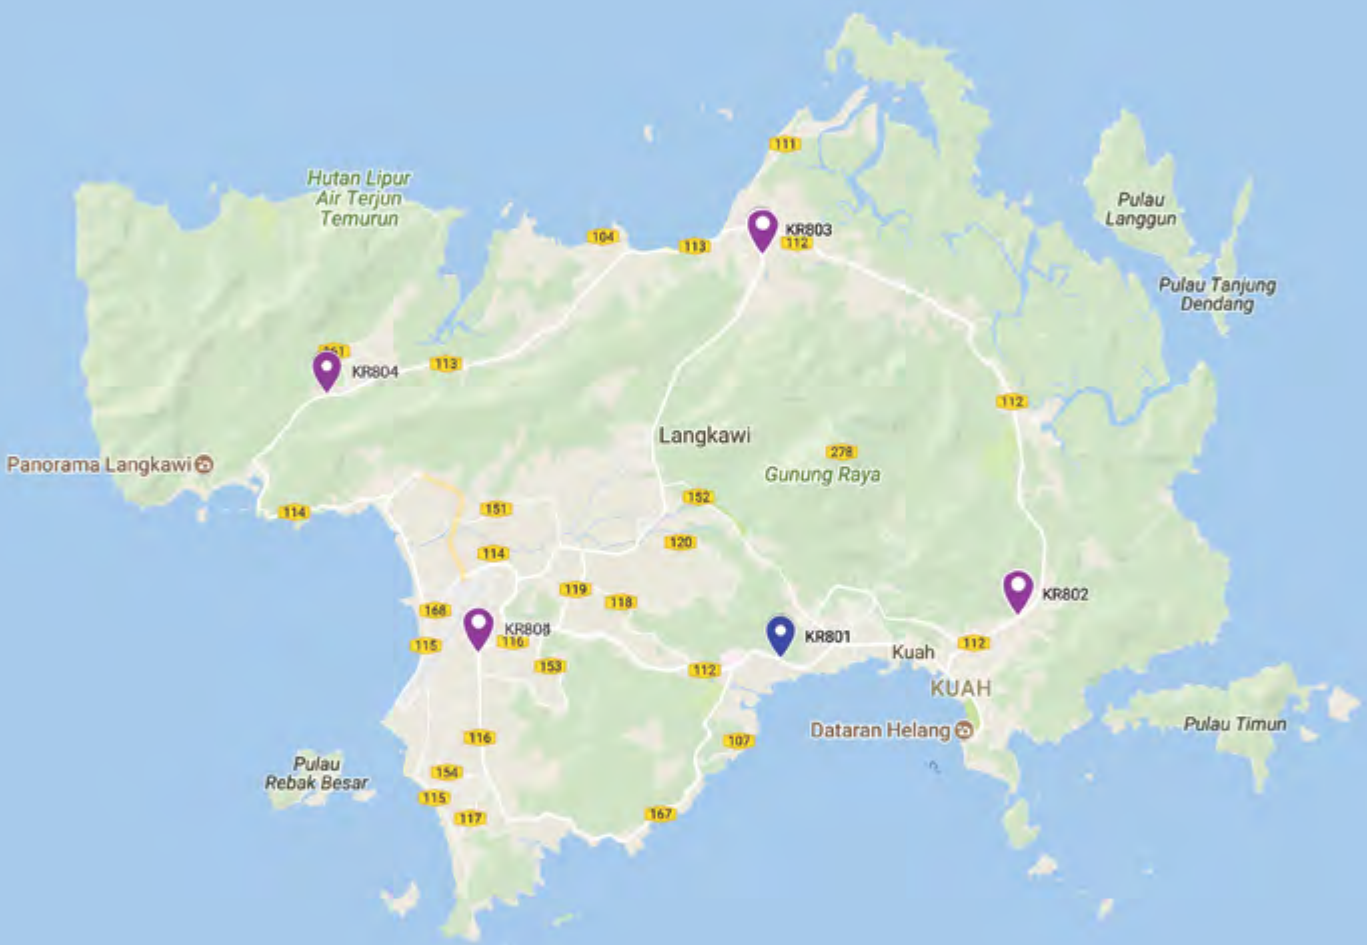 111
Hutan Lipur
Air Terjun
Temurun
Pulau
Langgun
KR803
104
113
112
Pulau Tanjung
Dendang
161
KR804
113
112
Langkawi
278
Gunung Raya
Panorama Langkawi
152
151
114
120
114
119
KR802
118
168
KR801
116
115
112
Kuah
153
112
KUAH
Pulau Timun
Dataran Helang
116
107
Pulau
Rebak Besar
154
115
167
117